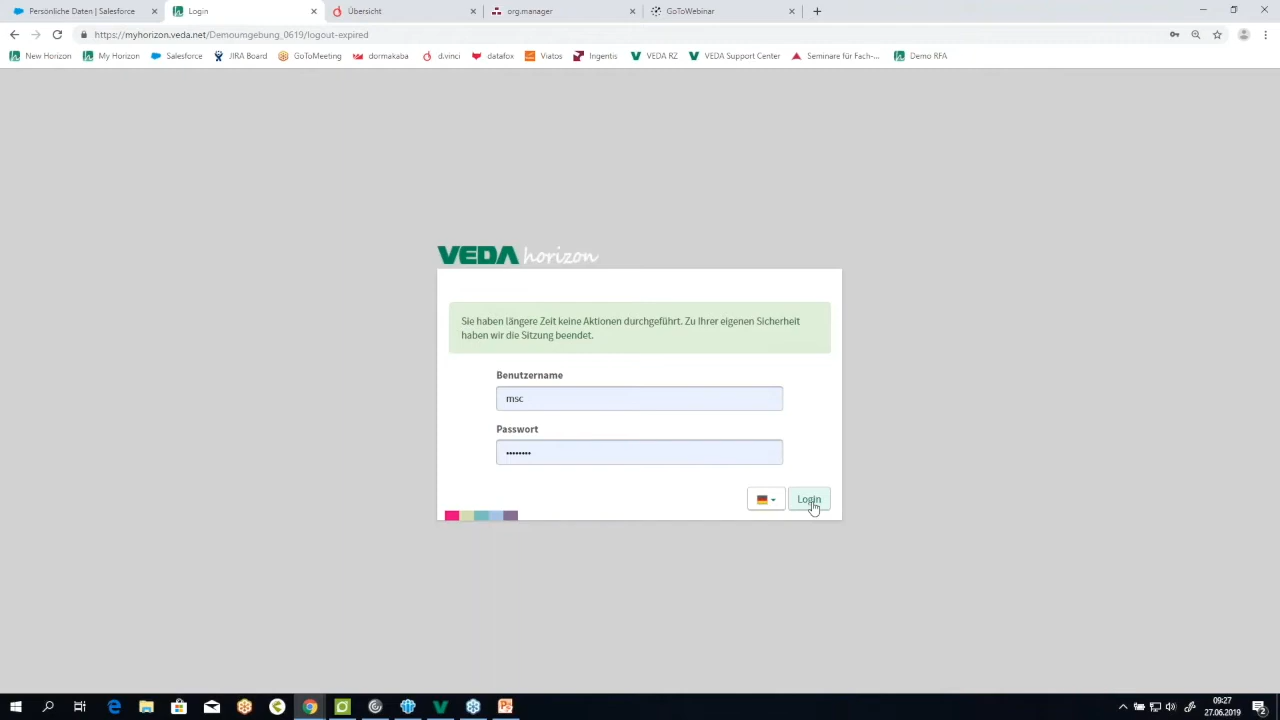 Persönliche Daten | Salesforce
Login
Übersicht
org.manager
GoToWebinar
https://myhorizon.veda.net/Demoumgebung_0619/logout-expired
New Horizon
My Horizon
Salesforce
JIRA Board
GoToMeeting
dormakaba
d.vinci
datafox
Viatos
Ingentis
VEDA RZ
VEDA Support Center
Seminare für Fach-...
Demo RFA
VEDA horizon
Sie haben längere Zeit keine Aktionen durchgeführt. Zu Ihrer eigenen Sicherheit
haben wir die Sitzung beendet.
Benutzername
msc
Passwort
••••••••
Login
09:27
27.06.2019
2